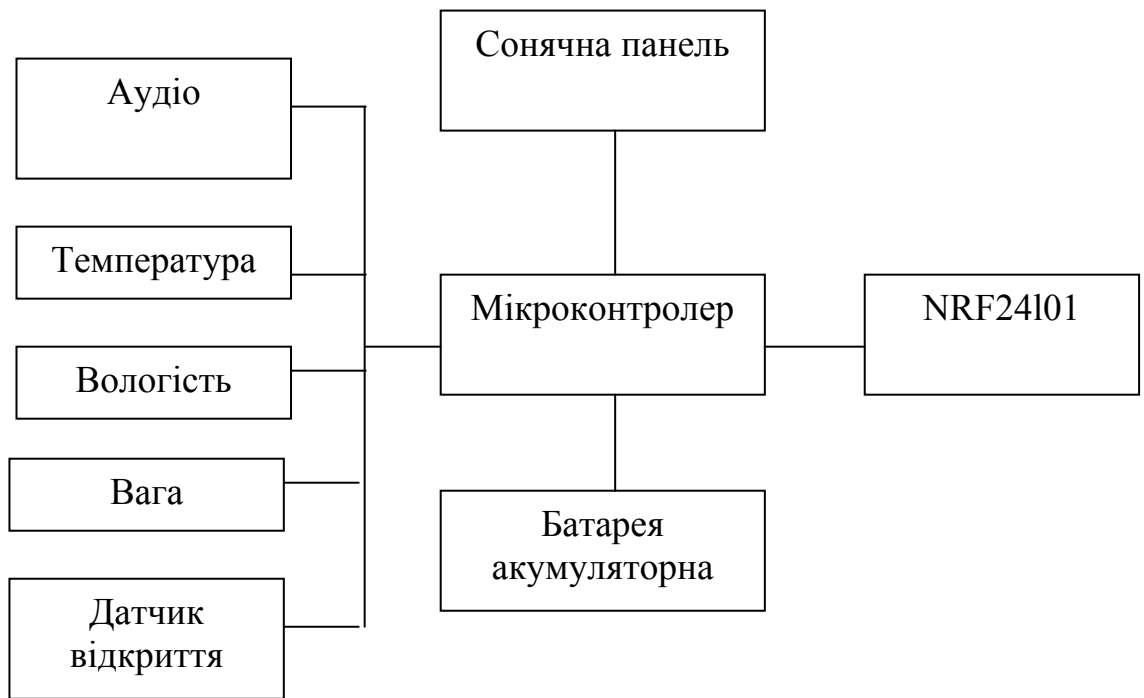 Сонячна панель
Аудіо
Температура
Мікроконтролер
NRF24l01
Вологість
Вага
Батарея
акумуляторна
Датчик
відкриття